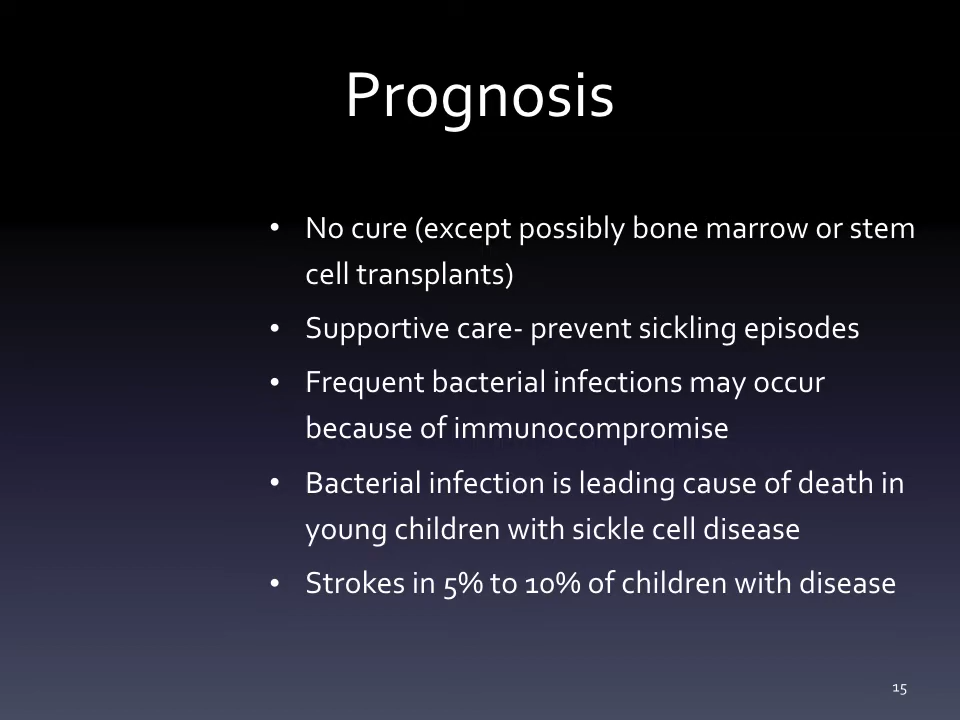 Prognosis
• No cure (except possibly bone marrow or stem
cell transplants)
• Supportive care- prevent sickling episodes
• Frequent bacterial infections may occur
because of immunocompromise
• Bacterial infection is leading cause of death in
young children with sickle cell disease
• Strokes in 5% to 10% of children with disease
15